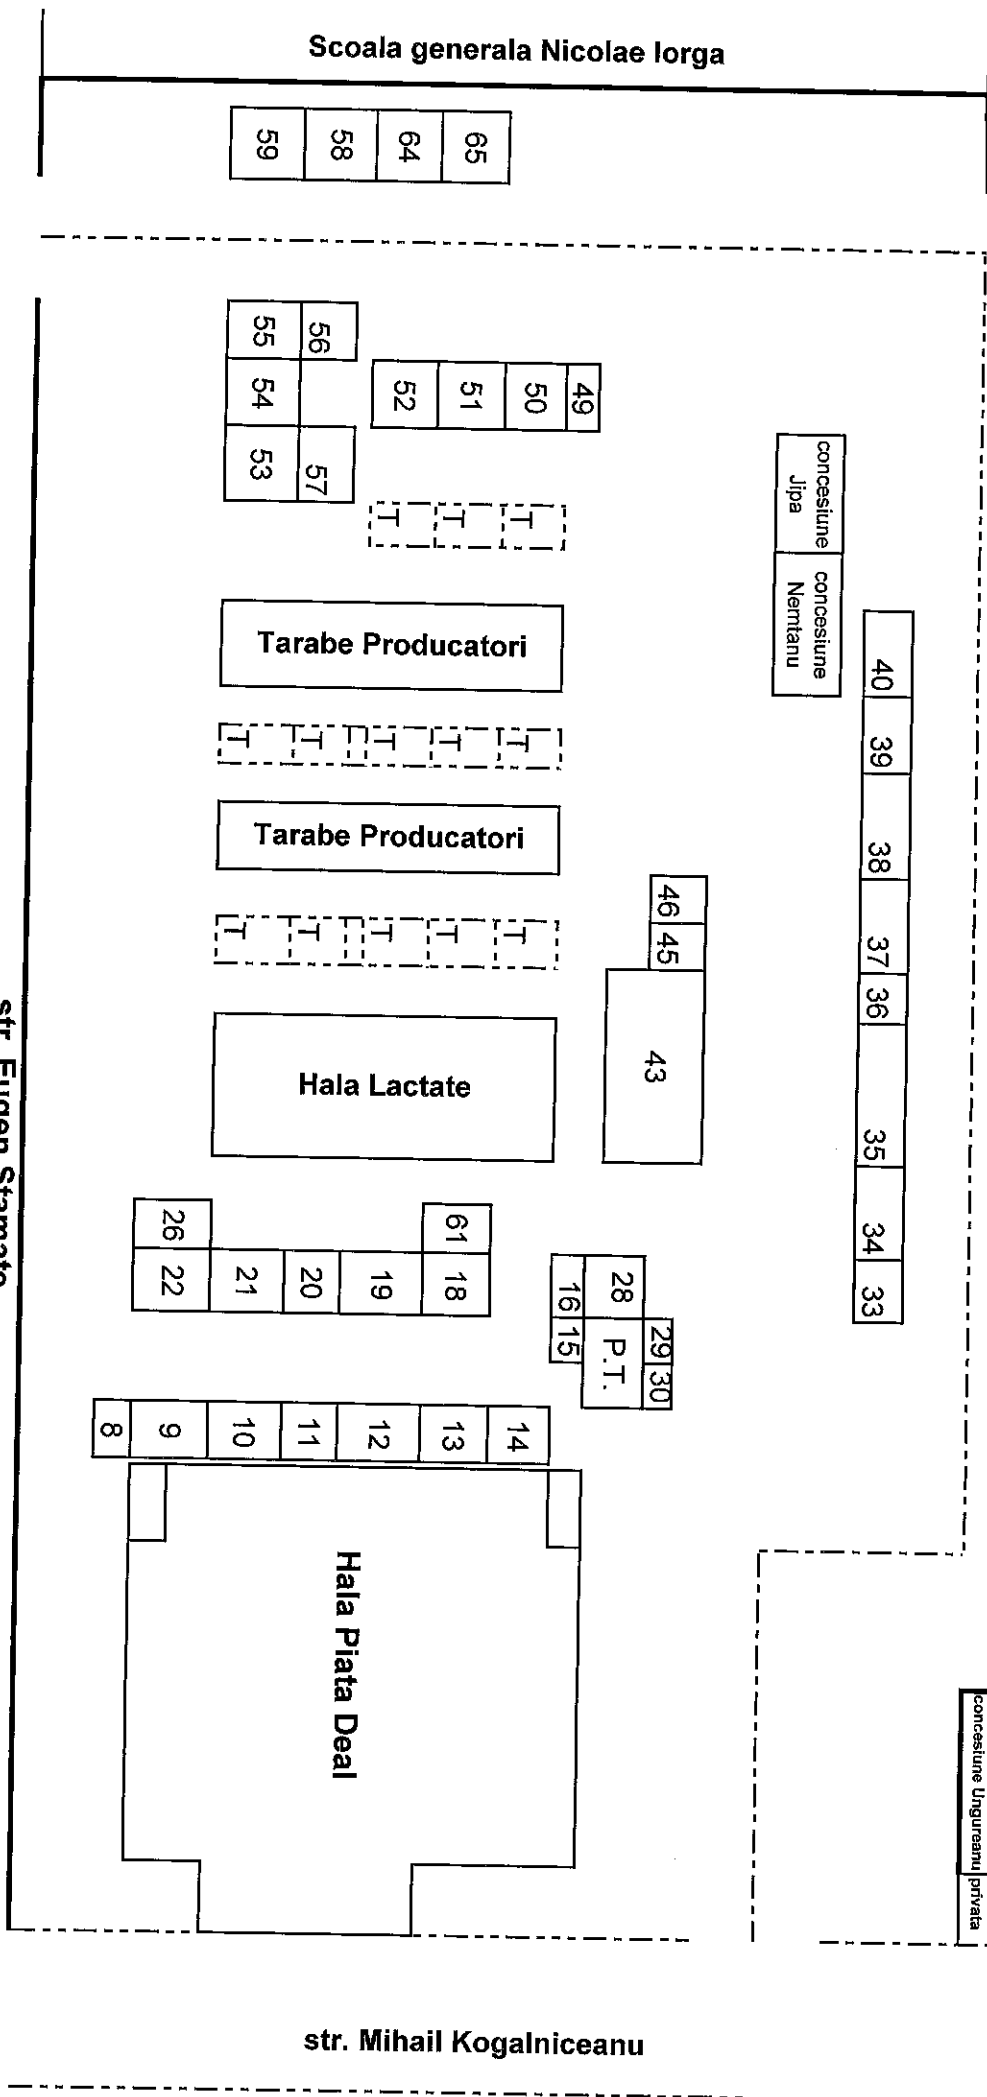 Scoala generala Nicolae Iorga
59 58 64 65
55 56
54
53 57
52 51 50 49
T T T
concesiune Jipa
concesiune Nemtanu
Tarabe Producatori
T T T T T
Tarabe Producatori
T T T T T
Hala Lactate
40 39 38 37 36 35 34 33
46 45
43
26 61
22 21 20 19 18
16 28
15 P.T. 29 30
8 9 10 11 12 13 14
Hala Piata Deal
concesiune Ungureanu privata
str. Eugen Stamate
str. Mihail Kogalniceanu